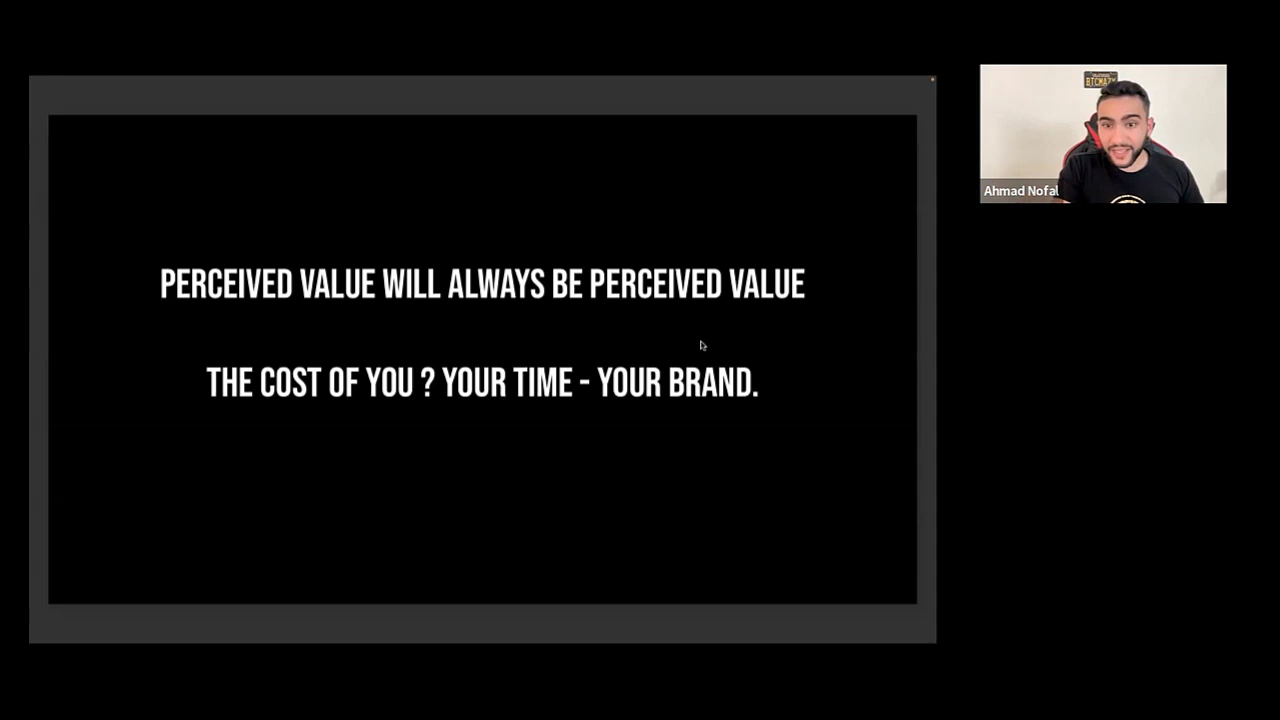 PERCEIVED VALUE WILL ALWAYS BE PERCEIVED VALUE
THE COST OF YOU ? YOUR TIME - YOUR BRAND.
Ahmad Nofal